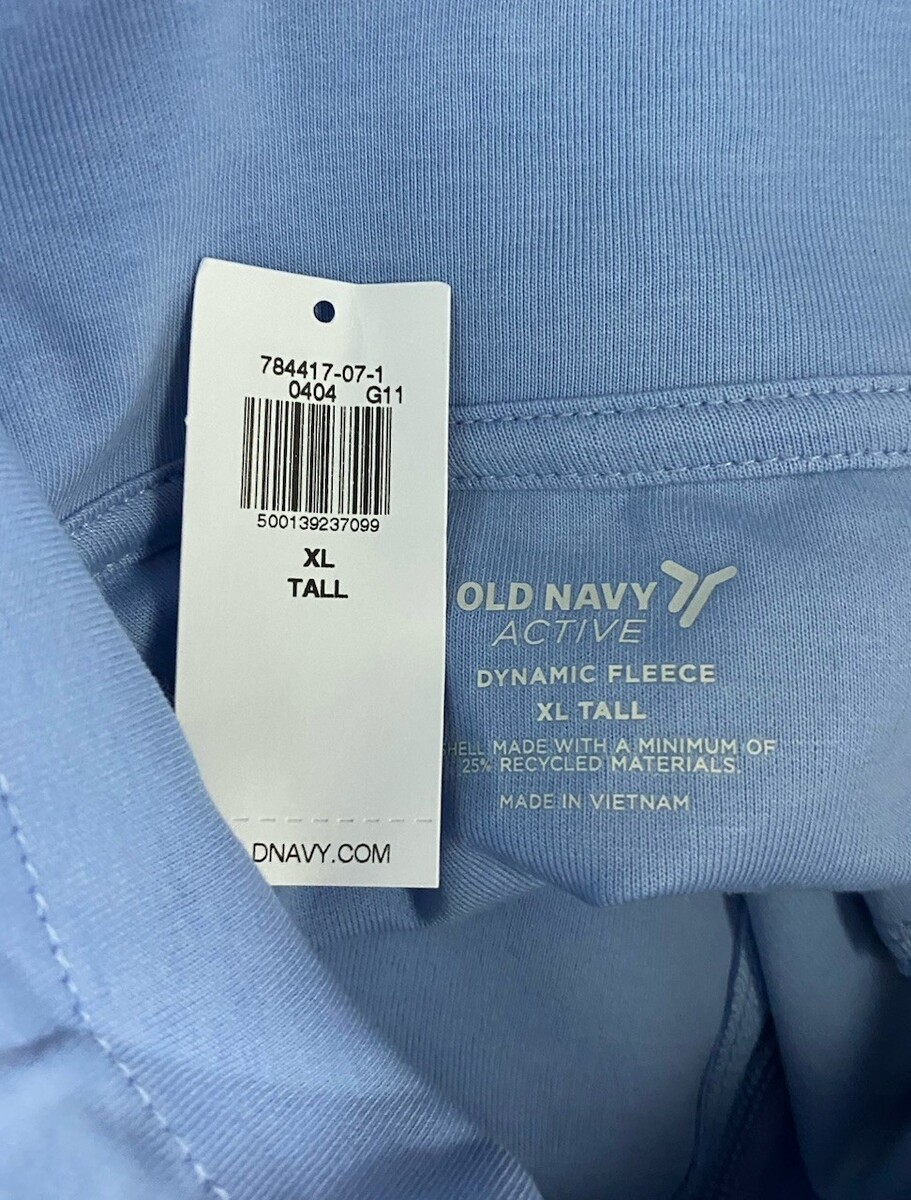 784417-07-1
0404 G11
500139237099
XL
TALL
DNAVY.COM
OLD NAVY
ACTIVE
DYNAMIC FLEECE
XL TALL
HELL MADE WITH A MINIMUM OF
25% RECYCLED MATERIALS.
MADE IN VIETNAM